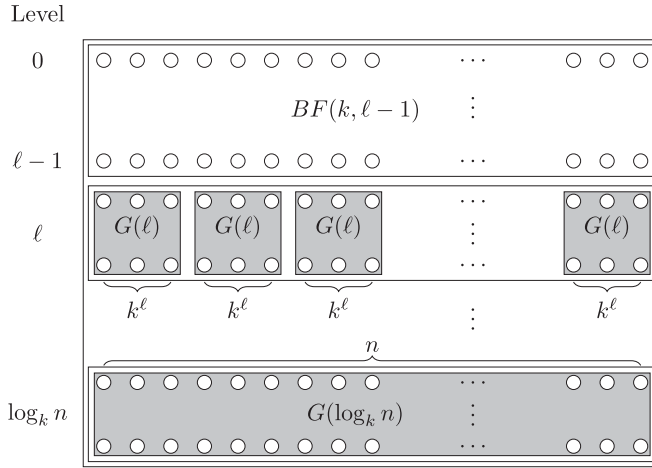 Level
0 ⋯
BF(k, ℓ − 1) ⋮
ℓ − 1 ⋯
⋯
ℓ G(ℓ) G(ℓ) G(ℓ) ⋮ G(ℓ)
⋯
k^ℓ k^ℓ k^ℓ ⋮ k^ℓ
n
⋯
log_k n G(log_k n) ⋮
⋯